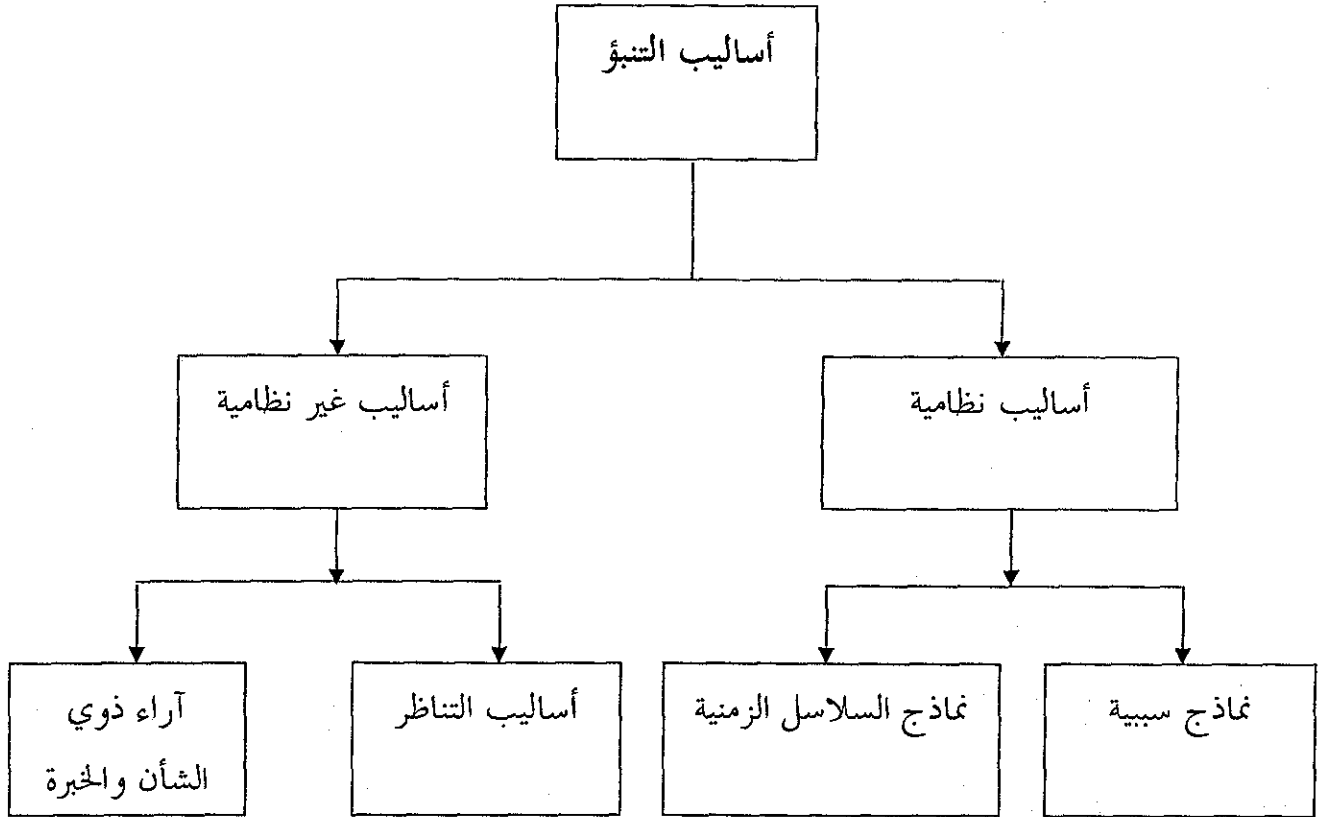 أساليب التنبؤ
أساليب نظامية
أساليب غير نظامية
نماذج سببية
نماذج السلاسل الزمنية
أساليب التناظر
آراء ذوي
الشأن والخبرة